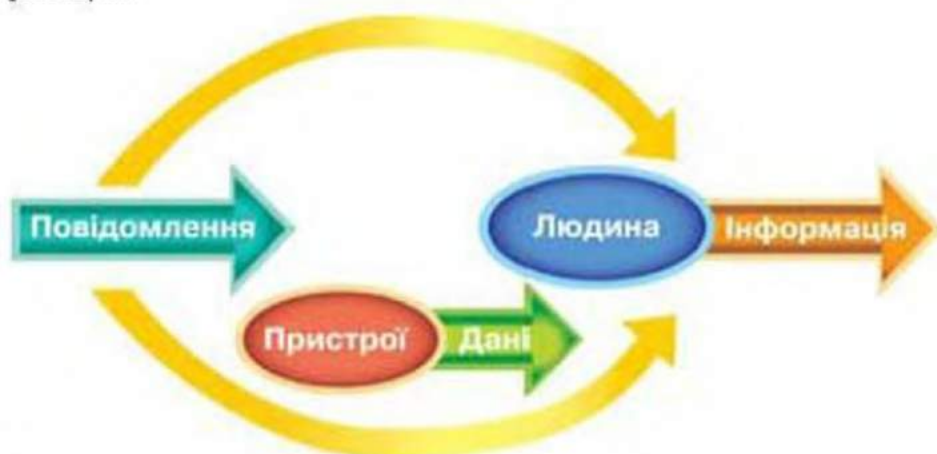 Повідомлення
Людина
Інформація
Пристрої
Дані